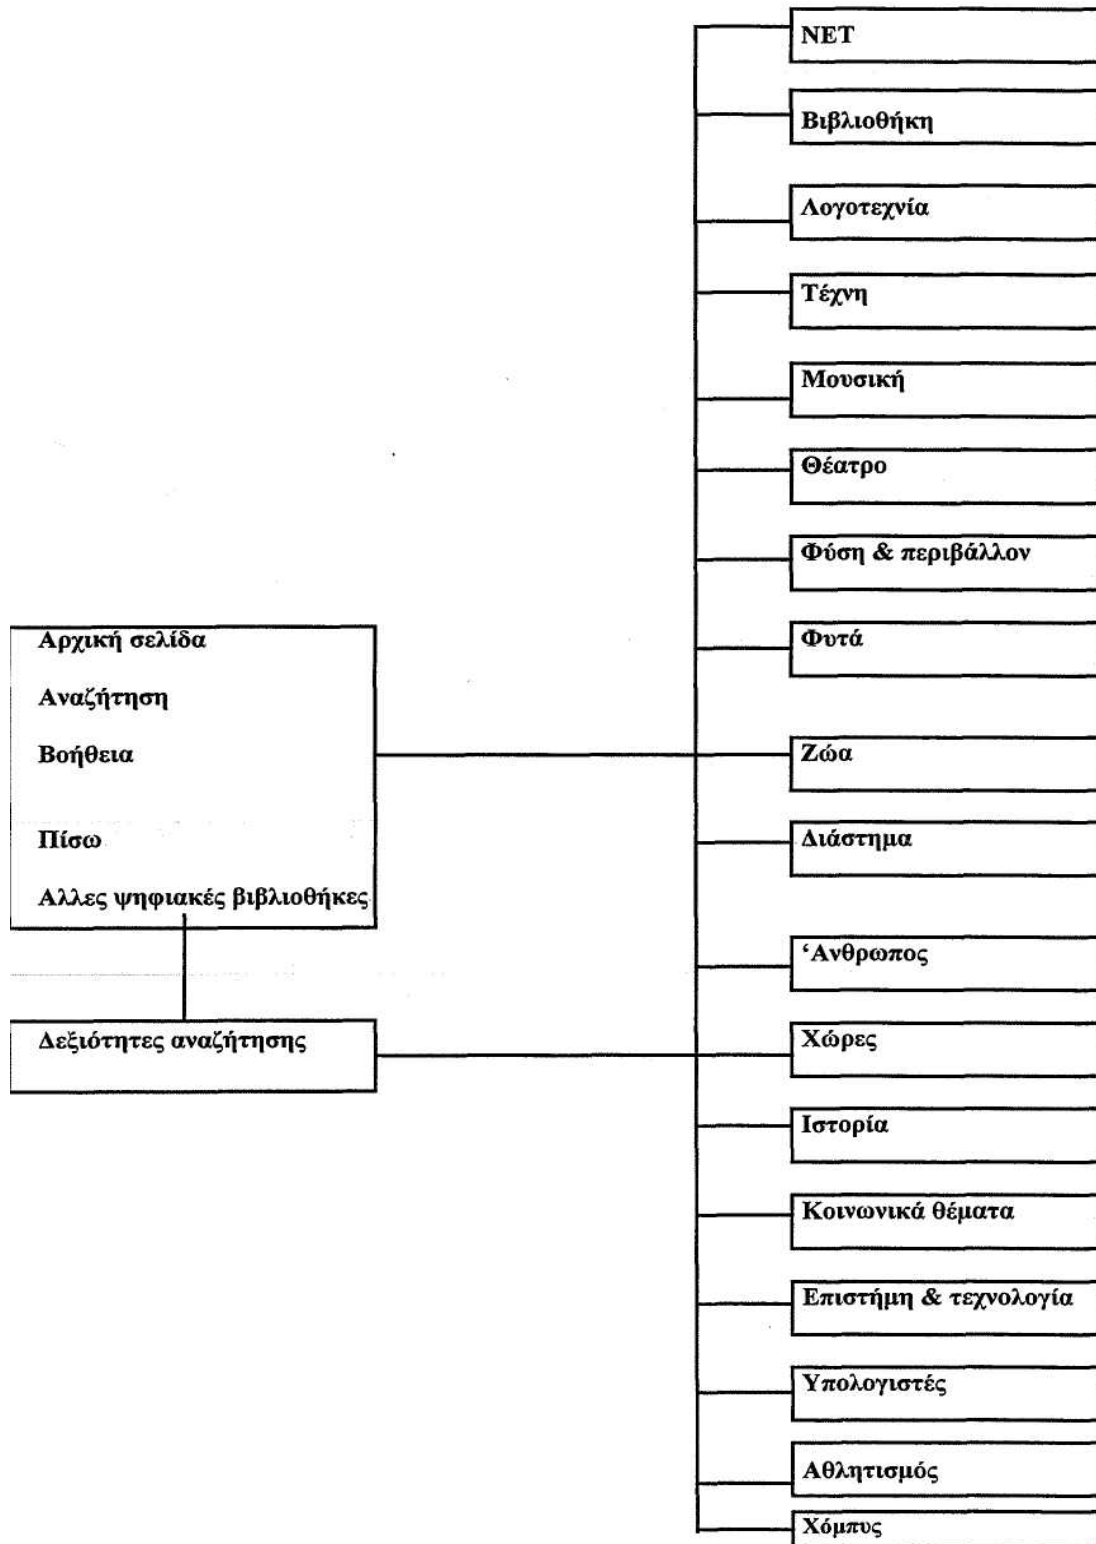 Αρχική σελίδα
Αναζήτηση
Βοήθεια
Πίσω
Αλλες ψηφιακές βιβλιοθήκες
Δεξιότητες αναζήτησης
NET
Βιβλιοθήκη
Λογοτεχνία
Τέχνη
Μουσική
Θέατρο
Φύση & περιβάλλον
Φυτά
Ζώα
Διάστημα
‘Ανθρωπος
Χώρες
Ιστορία
Κοινωνικά θέματα
Επιστήμη & τεχνολογία
Υπολογιστές
Αθλητισμός
Χόμπυς